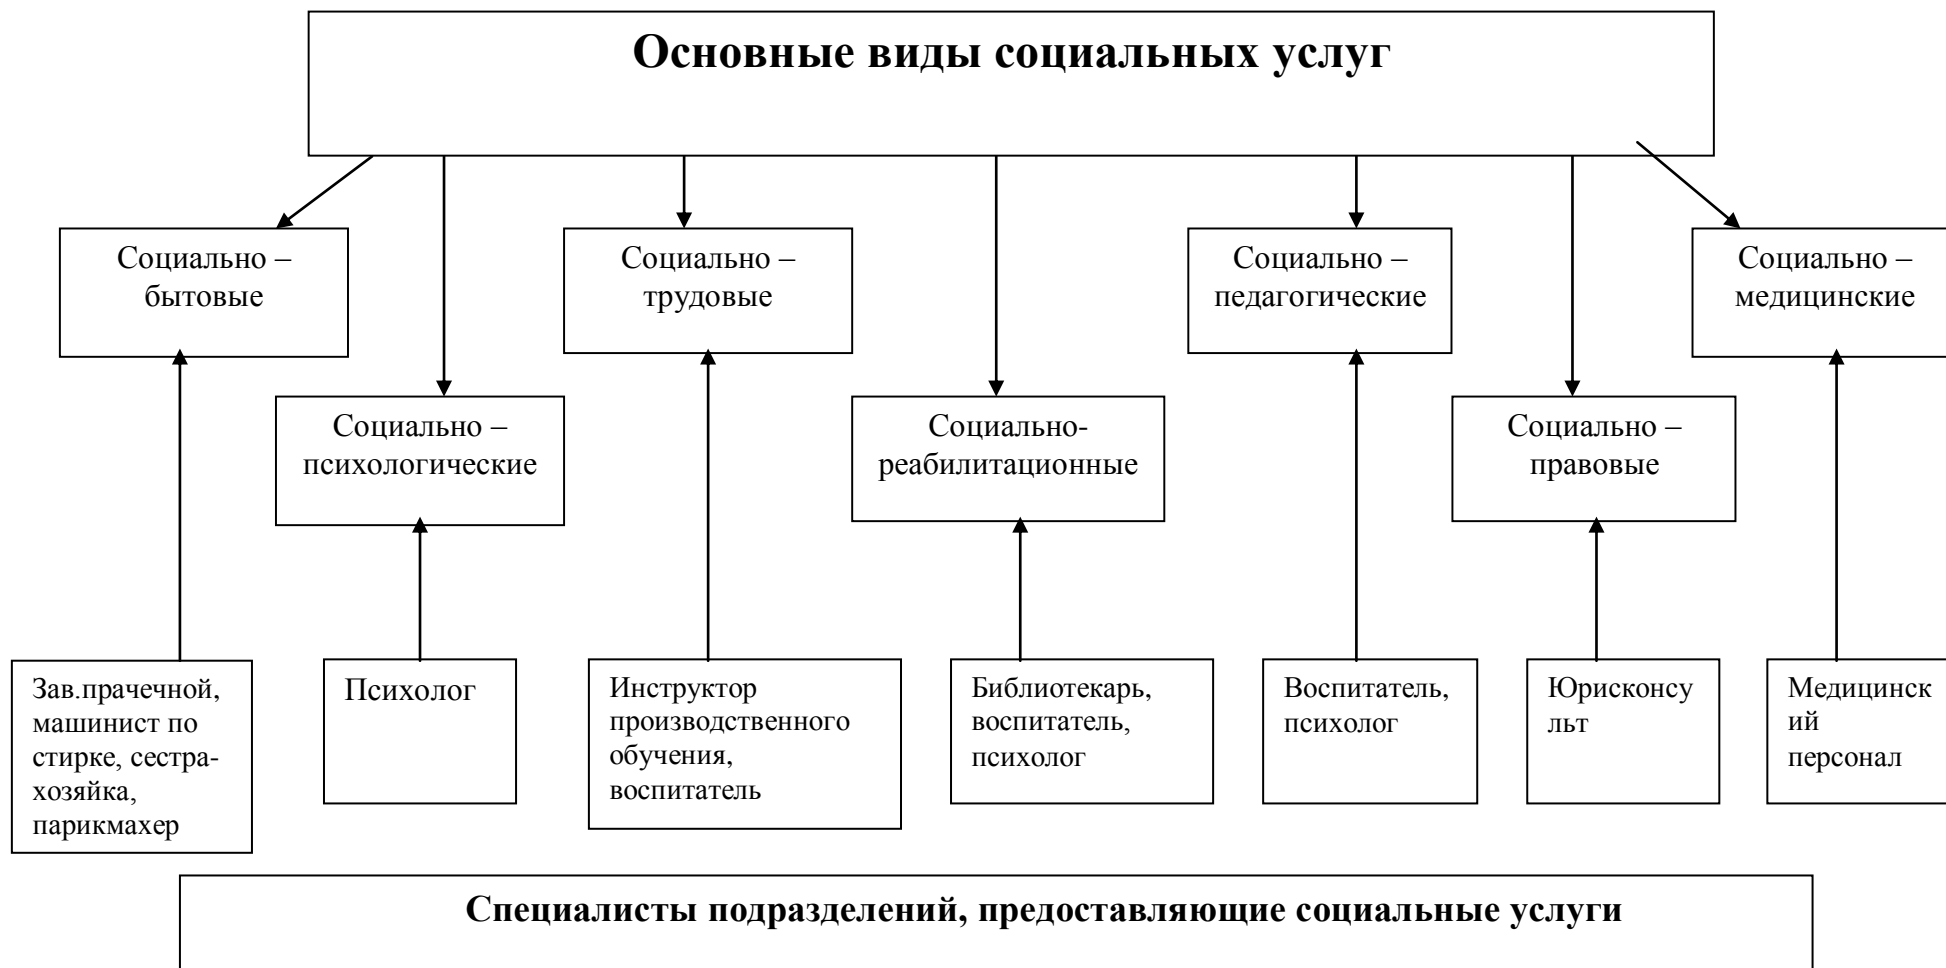 Основные виды социальных услуг
Социально –
бытовые
Социально –
трудовые
Социально –
педагогические
Социально –
медицинские
Социально –
психологические
Социально-
реабилитационные
Социально –
правовые
Зав.прачечной,
машинист по
стирке, сестра-
хозяйка,
парикмахер
Психолог
Инструктор
производственного
обучения,
воспитатель
Библиотекарь,
воспитатель,
психолог
Воспитатель,
психолог
Юрисконсу
льт
Медицинск
ий
персонал
Специалисты подразделений, предоставляющие социальные услуги